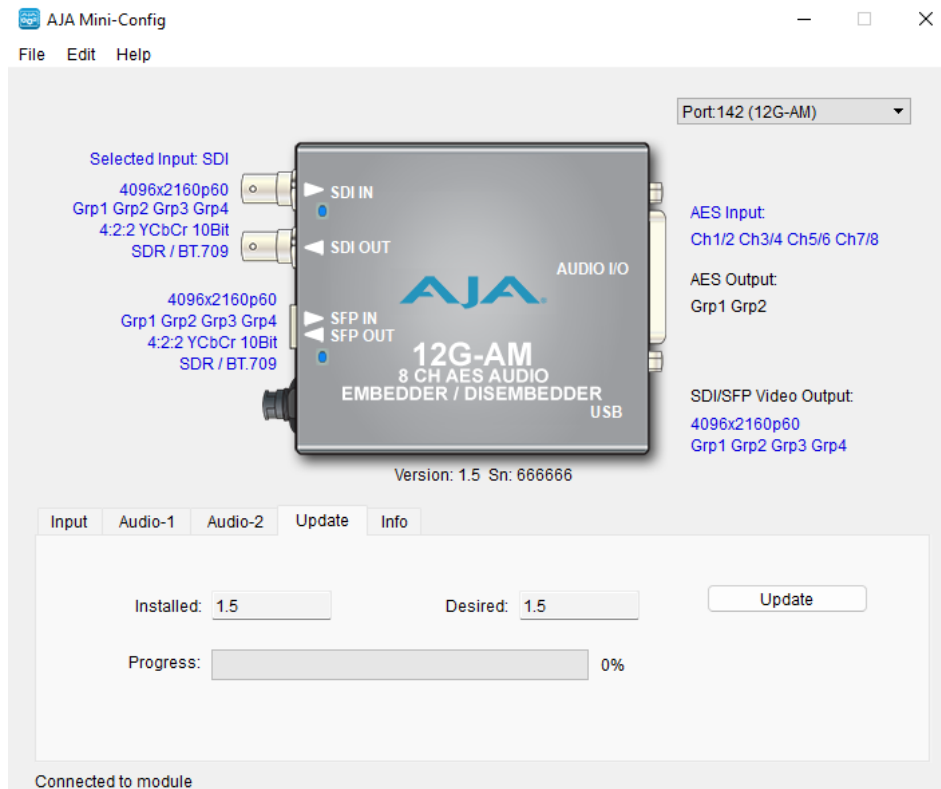 AJA Mini-Config
File Edit Help
Port:142 (12G-AM)
Selected Input: SDI
4096x2160p60
Grp1 Grp2 Grp3 Grp4
4:2:2 YCbCr 10Bit
SDR / BT.709
4096x2160p60
Grp1 Grp2 Grp3 Grp4
4:2:2 YCbCr 10Bit
SDR / BT.709
SDI IN
SDI OUT
AUDIO I/O
AJA.
SFP IN
SFP OUT
12G-AM
8 CH AES AUDIO
EMBEDDER / DISEMBEDDER
USB
AES Input:
Ch1/2 Ch3/4 Ch5/6 Ch7/8
AES Output:
Grp1 Grp2
SDI/SFP Video Output:
4096x2160p60
Grp1 Grp2 Grp3 Grp4
Version: 1.5 Sn: 666666
Input Audio-1 Audio-2 Update Info
Installed: 1.5 Desired: 1.5 Update
Progress: 0%
Connected to module